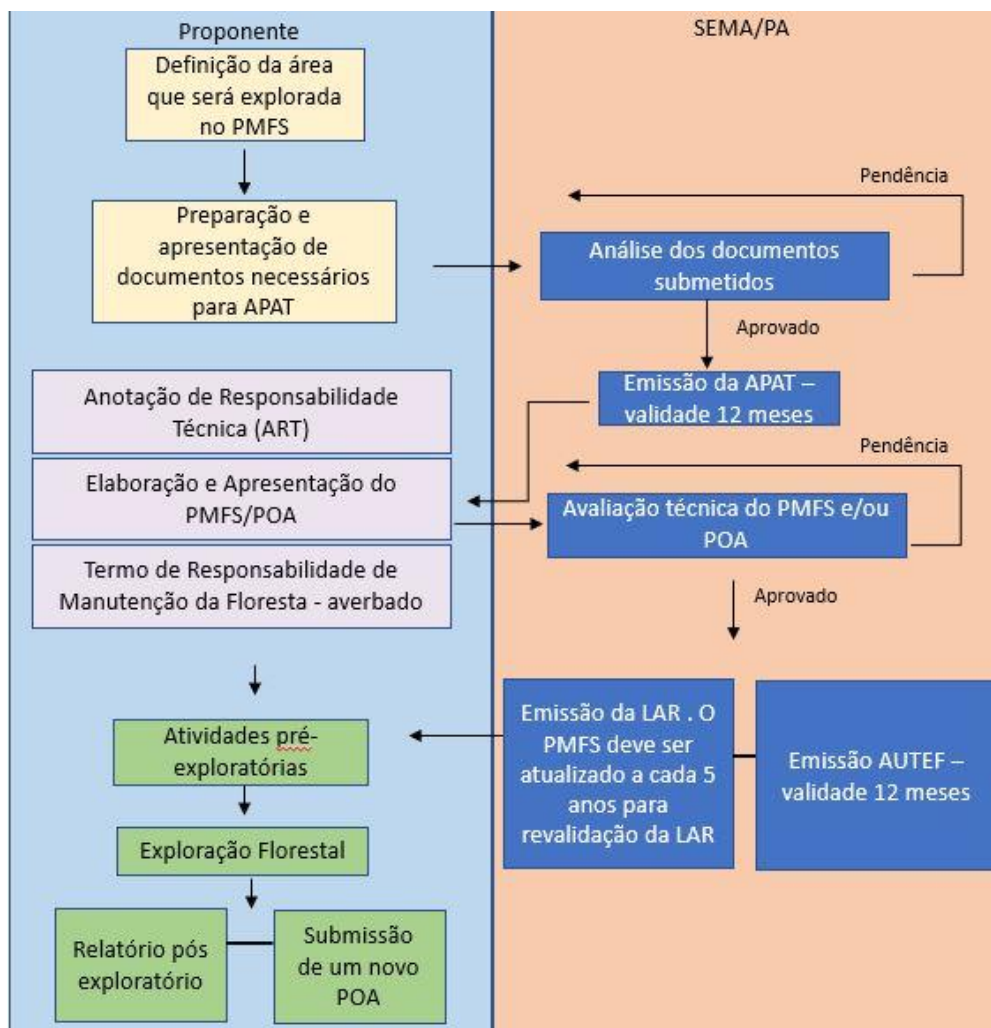 Proponente
Definição da área
que será explorada
no PMFS
Preparação e
apresentação de
documentos necessários
para APAT
Anotação de Responsabilidade
Técnica (ART)
Elaboração e Apresentação do
PMFS/POA
Termo de Responsabilidade de
Manutenção da Floresta - averbado
Atividades pré-
exploratórias
Exploração Florestal
Relatório pós
exploratório
Submissão
de um novo
POA
SEMA/PA
Pendência
Análise dos documentos
submetidos
Aprovado
Emissão da APAT –
validade 12 meses
Pendência
Avaliação técnica do PMFS e/ou
POA
Aprovado
Emissão da LAR . O
PMFS deve ser
atualizado a cada 5
anos para
revalidação da LAR
Emissão AUTEF –
validade 12 meses